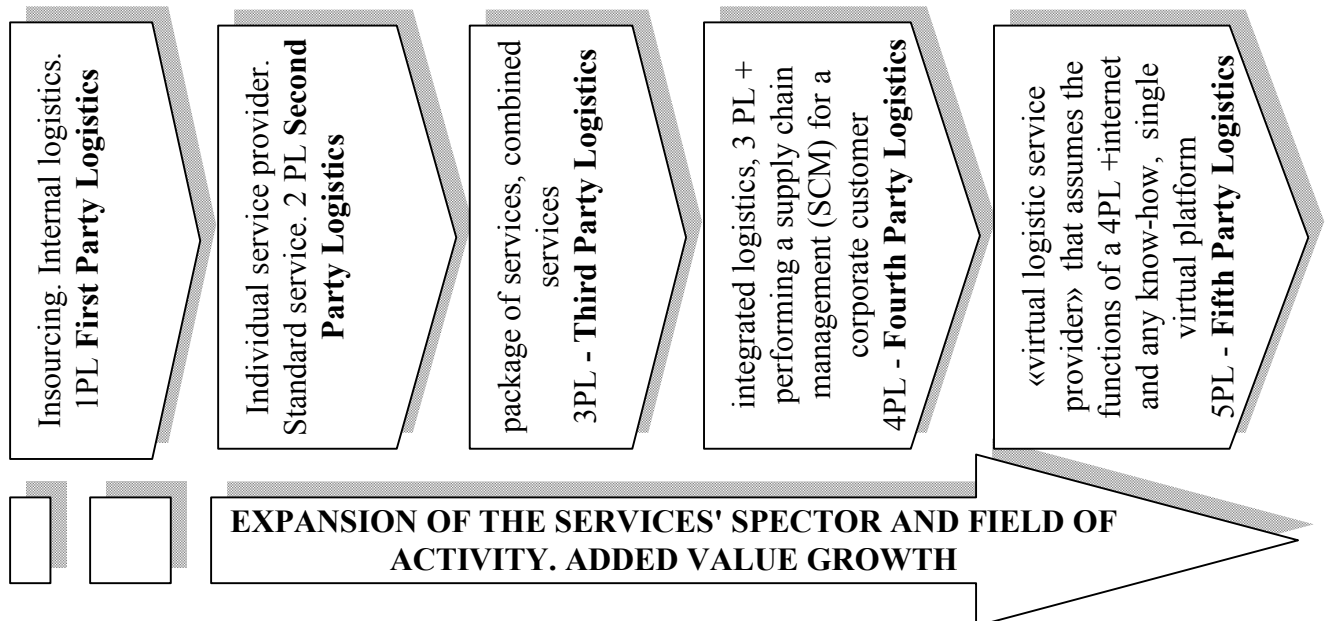 Insourcing. Internal logistics.
1PL First Party Logistics
Individual service provider.
Standard service. 2 PL Second
Party Logistics
package of services, combined
services
3PL - Third Party Logistics
integrated logistics, 3 PL +
performing a supply chain
management (SCM) for a
corporate customer
4PL - Fourth Party Logistics
«virtual logistic service
provider» that assumes the
functions of a 4PL +internet
and any know-how, single
virtual platform
5PL - Fifth Party Logistics
EXPANSION OF THE SERVICES' SPECTOR AND FIELD OF
ACTIVITY. ADDED VALUE GROWTH